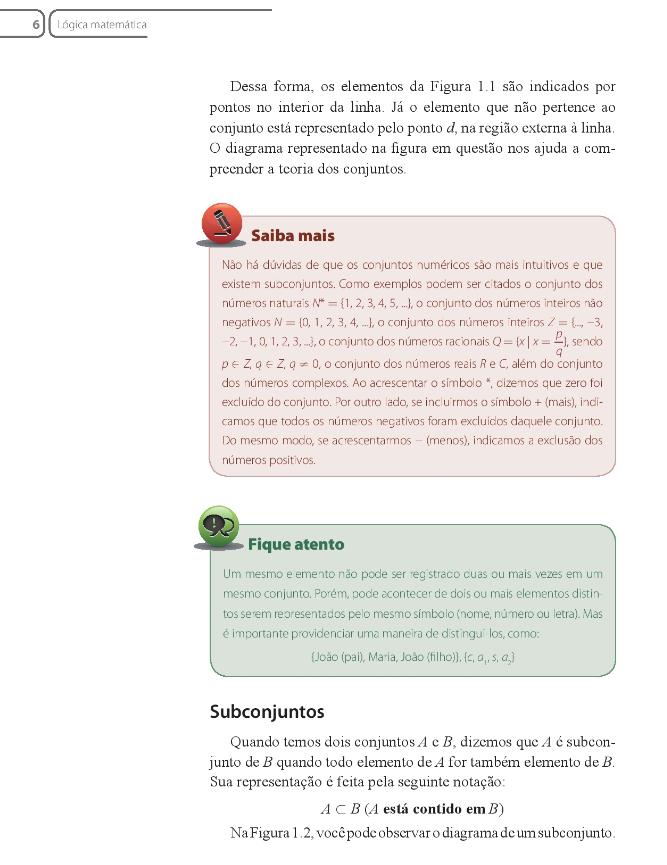 6 Lógica matemática
Dessa forma, os elementos da Figura 1.1 são indicados por
pontos no interior da linha. Já o elemento que não pertence ao
conjunto está representado pelo ponto d, na região externa à linha.
O diagrama representado na figura em questão nos ajuda a com-
preender a teoria dos conjuntos.
Saiba mais
Não há dúvidas de que os conjuntos numéricos são mais intuitivos e que
existem subconjuntos. Como exemplos podem ser citados o conjunto dos
números naturais N* = {1, 2, 3, 4, 5, ...}, o conjunto dos números inteiros não
negativos N = {0, 1, 2, 3, 4, ...}, o conjunto dos números inteiros Z = {..., −3,
−2, −1, 0, 1, 2, 3, ...}, o conjunto dos números racionais Q = {x | x = p/q}, sendo
p ∈ Z, q ∈ Z, q ≠ 0, o conjunto dos números reais R e C, além do conjunto
dos números complexos. Ao acrescentar o símbolo *, dizemos que zero foi
excluído do conjunto. Por outro lado, se incluirmos o símbolo + (mais), indi-
camos que todos os números negativos foram excluídos daquele conjunto.
Do mesmo modo, se acrescentarmos − (menos), indicamos a exclusão dos
números positivos.
Fique atento
Um mesmo elemento não pode ser registrado duas ou mais vezes em um
mesmo conjunto. Porém, pode acontecer de dois ou mais elementos distin-
tos serem representados pelo mesmo símbolo (nome, número ou letra). Mas
é importante providenciar uma maneira de distingui-los, como:
{João (pai), Maria, João (filho)}, {c, a₁, s, a₂}
Subconjuntos
Quando temos dois conjuntos A e B, dizemos que A é subcon-
junto de B quando todo elemento de A for também elemento de B.
Sua representação é feita pela seguinte notação:
A ⊂ B (A está contido em B)
Na Figura 1.2, você pode observar o diagrama de um subconjunto.